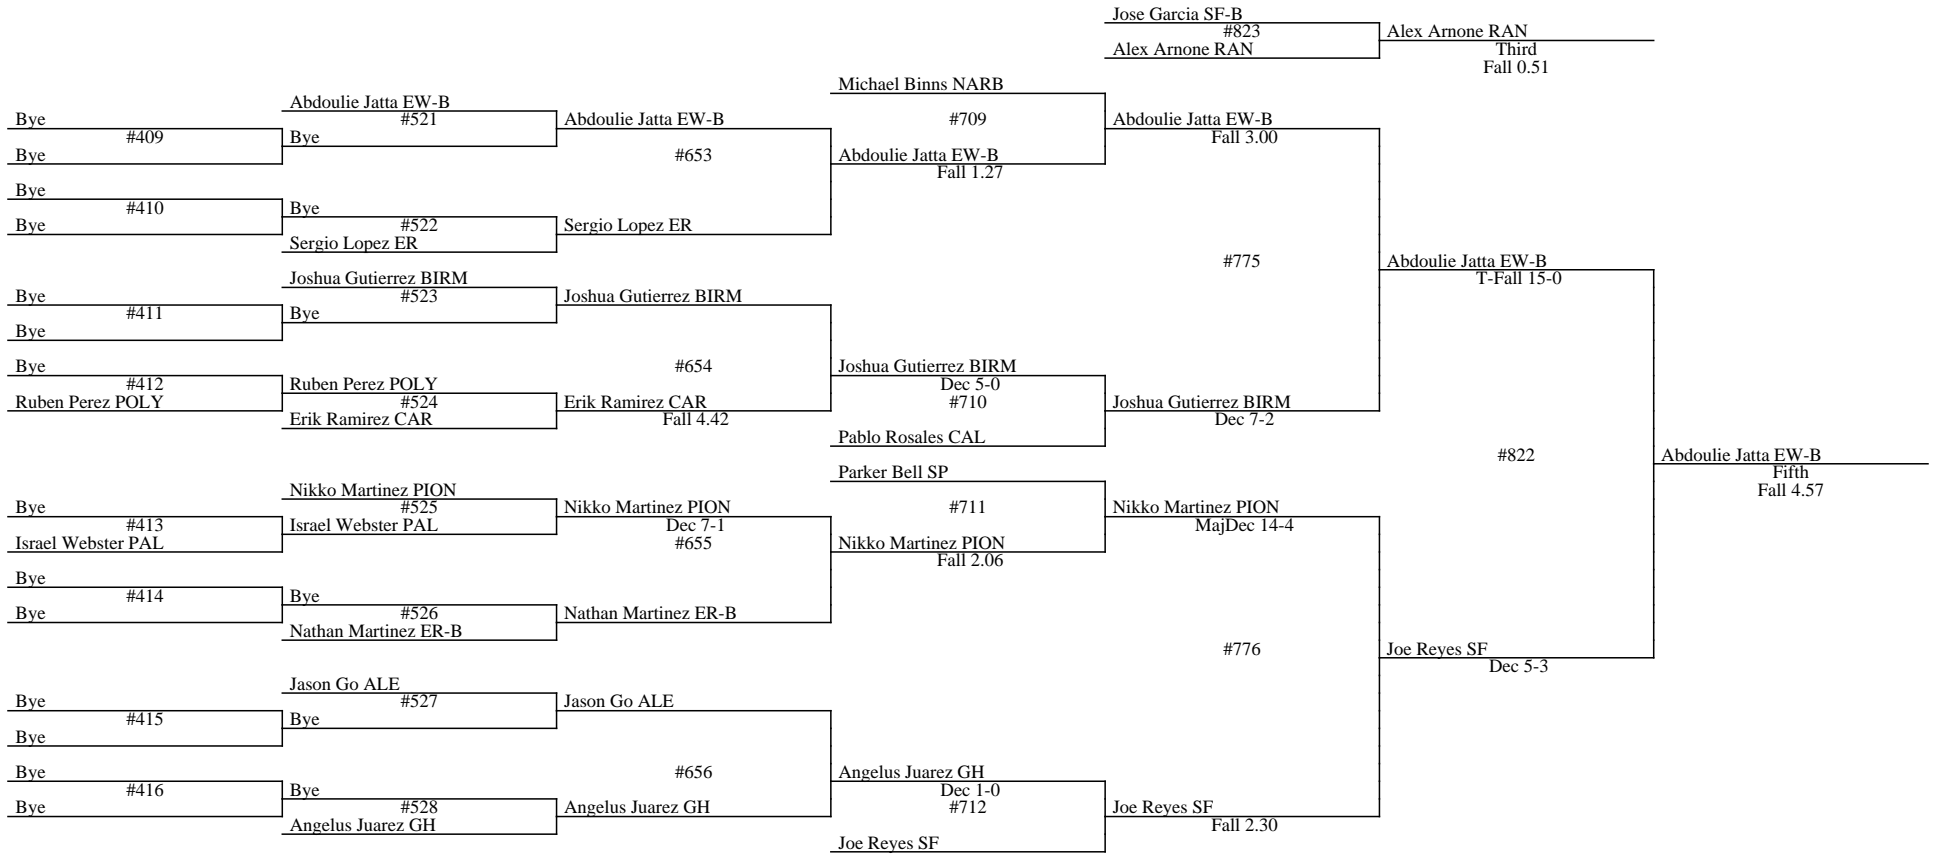 Jose Garcia SF-B
#823
Alex Arnone RAN
Alex Arnone RAN
Third
Fall 0.51
Michael Binns NARB
Abdoulie Jatta EW-B
Bye
#521
Abdoulie Jatta EW-B
#709
Abdoulie Jatta EW-B
#409
Bye
Fall 3.00
Bye
#653
Abdoulie Jatta EW-B
Fall 1.27
Bye
#410
Bye
Bye
#522
Sergio Lopez ER
Sergio Lopez ER
#775
Abdoulie Jatta EW-B
T-Fall 15-0
Joshua Gutierrez BIRM
Bye
#523
Joshua Gutierrez BIRM
#411
Bye
Bye
Bye
#654
Joshua Gutierrez BIRM
#412
Ruben Perez POLY
Dec 5-0
Ruben Perez POLY
#524
Erik Ramirez CAR
#710
Joshua Gutierrez BIRM
Erik Ramirez CAR
Fall 4.42
Dec 7-2
Pablo Rosales CAL
#822
Abdoulie Jatta EW-B
Fifth
Fall 4.57
Parker Bell SP
Nikko Martinez PION
Bye
#525
Nikko Martinez PION
#711
Nikko Martinez PION
#413
Israel Webster PAL
Dec 7-1
MajDec 14-4
Israel Webster PAL
#655
Nikko Martinez PION
Fall 2.06
Bye
#414
Bye
Bye
#526
Nathan Martinez ER-B
Nathan Martinez ER-B
#776
Joe Reyes SF
Dec 5-3
Jason Go ALE
Bye
#527
Jason Go ALE
#415
Bye
Bye
Bye
#656
Angelus Juarez GH
#416
Bye
Dec 1-0
Bye
#528
Angelus Juarez GH
#712
Joe Reyes SF
Angelus Juarez GH
Fall 2.30
Joe Reyes SF